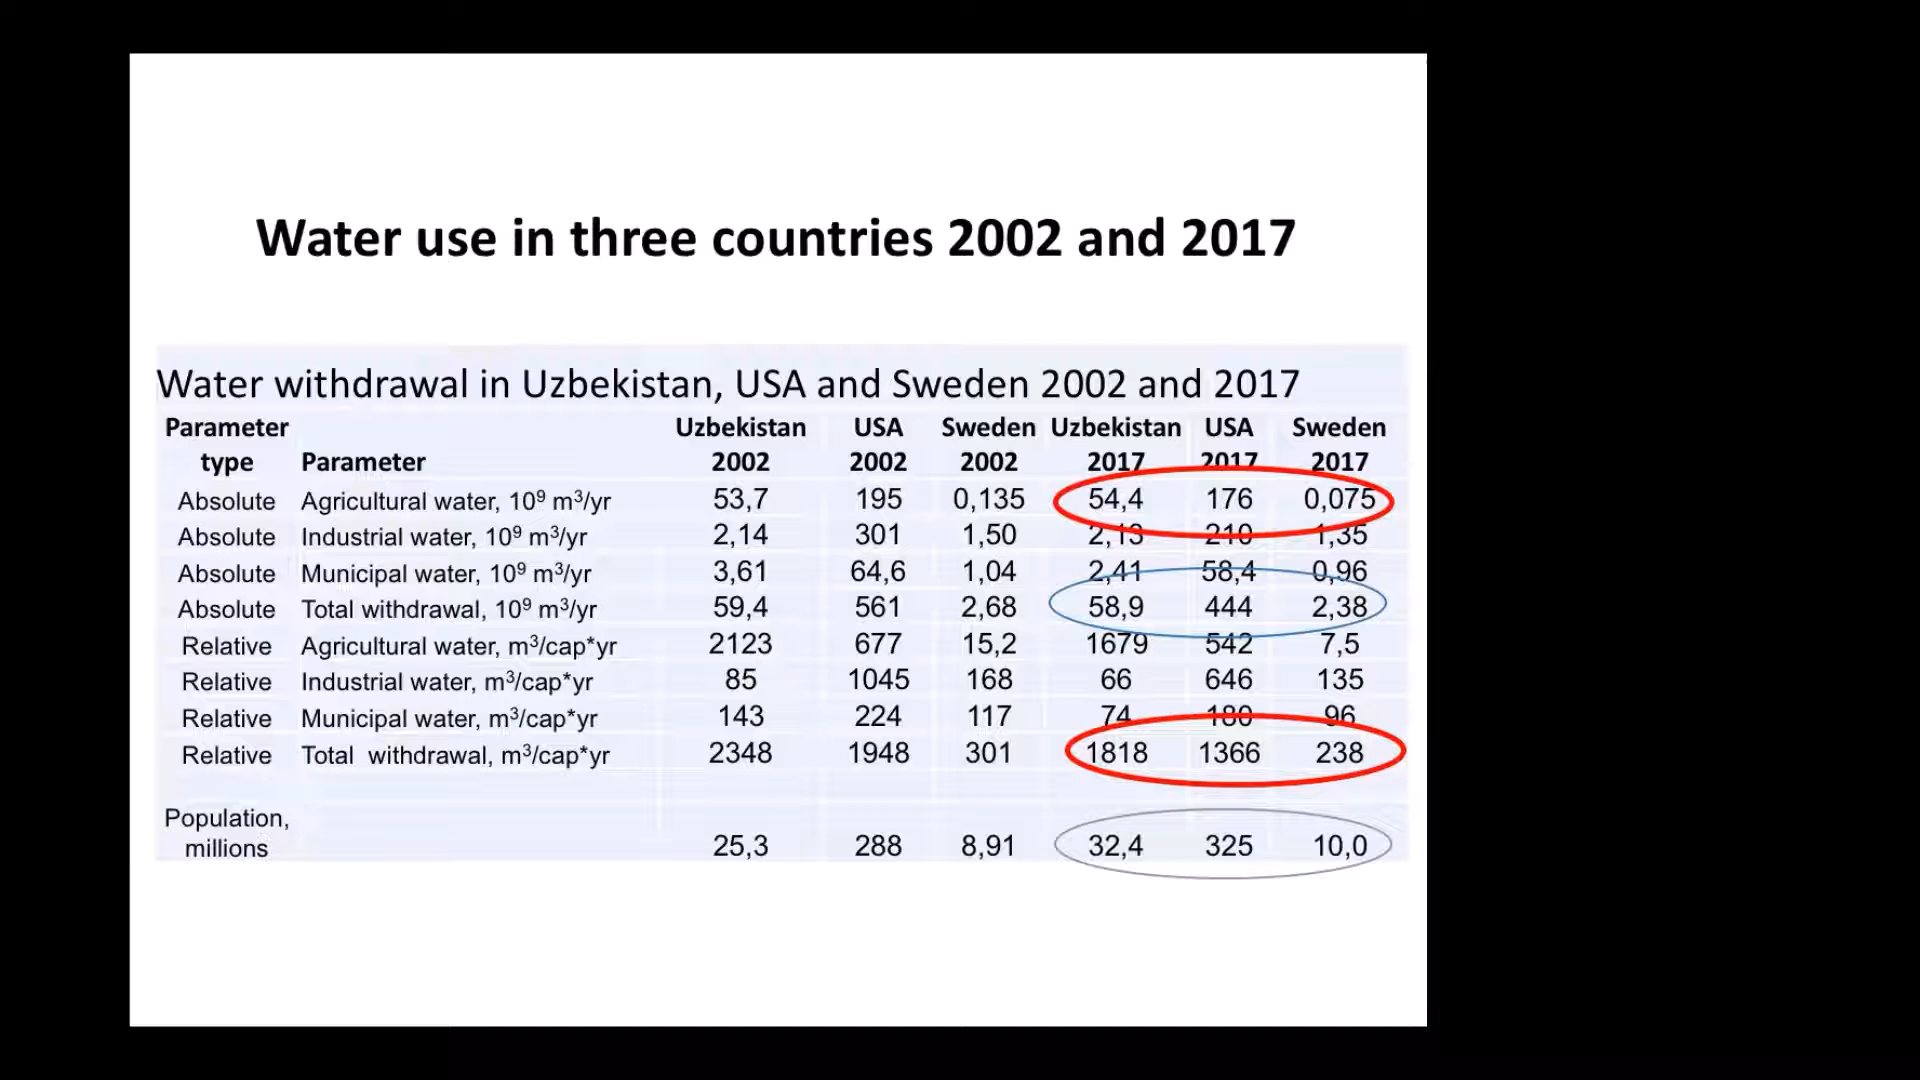 Water use in three countries 2002 and 2017
Water withdrawal in Uzbekistan, USA and Sweden 2002 and 2017
Parameter type Parameter Uzbekistan 2002 USA 2002 Sweden 2002 Uzbekistan 2017 USA 2017 Sweden 2017
Absolute Agricultural water, 10⁹ m³/yr 53,7 195 0,135 54,4 176 0,075
Absolute Industrial water, 10⁹ m³/yr 2,14 301 1,50 2,13 210 1,35
Absolute Municipal water, 10⁹ m³/yr 3,61 64,6 1,04 2,41 58,4 0,96
Absolute Total withdrawal, 10⁹ m³/yr 59,4 561 2,68 58,9 444 2,38
Relative Agricultural water, m³/cap*yr 2123 677 15,2 1679 542 7,5
Relative Industrial water, m³/cap*yr 85 1045 168 66 646 135
Relative Municipal water, m³/cap*yr 143 224 117 74 180 96
Relative Total withdrawal, m³/cap*yr 2348 1948 301 1818 1366 238
Population, millions 25,3 288 8,91 32,4 325 10,0